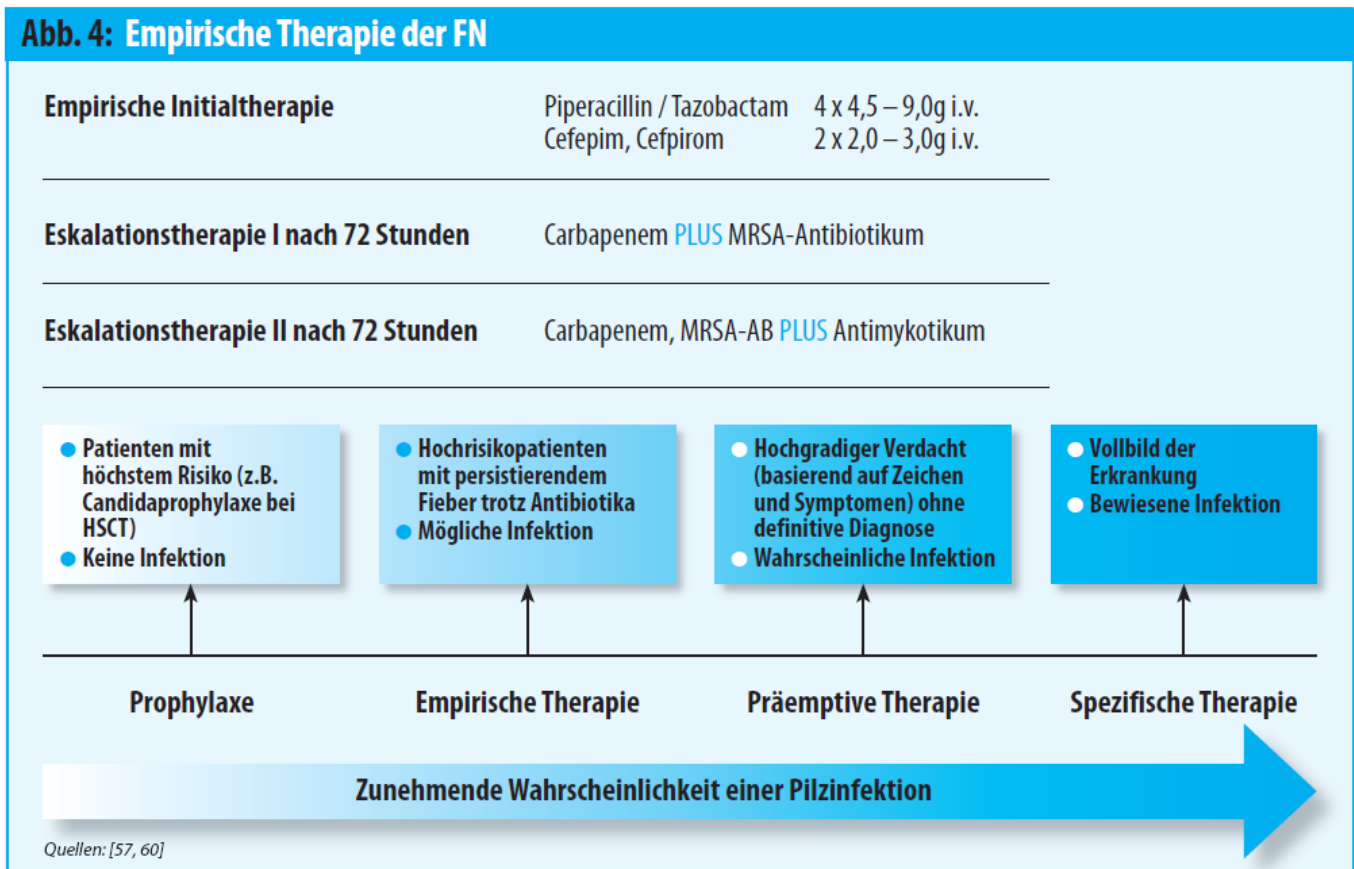 Abb. 4: Empirische Therapie der FN
Empirische Initialtherapie Piperacillin / Tazobactam 4 x 4,5 – 9,0g i.v.
Cefepim, Cefpirom 2 x 2,0 – 3,0g i.v.
Eskalationstherapie I nach 72 Stunden Carbapenem PLUS MRSA-Antibiotikum
Eskalationstherapie II nach 72 Stunden Carbapenem, MRSA-AB PLUS Antimykotikum
● Patienten mit
höchstem Risiko (z.B.
Candidaprophylaxe bei
HSCT)
● Keine Infektion
● Hochrisikopatienten
mit persistierendem
Fieber trotz Antibiotika
● Mögliche Infektion
● Hochgradiger Verdacht
(basierend auf Zeichen
und Symptomen) ohne
definitive Diagnose
● Wahrscheinliche Infektion
● Vollbild der
Erkrankung
● Bewiesene Infektion
Prophylaxe Empirische Therapie Präemptive Therapie Spezifische Therapie
Zunehmende Wahrscheinlichkeit einer Pilzinfektion
Quellen: [57, 60]